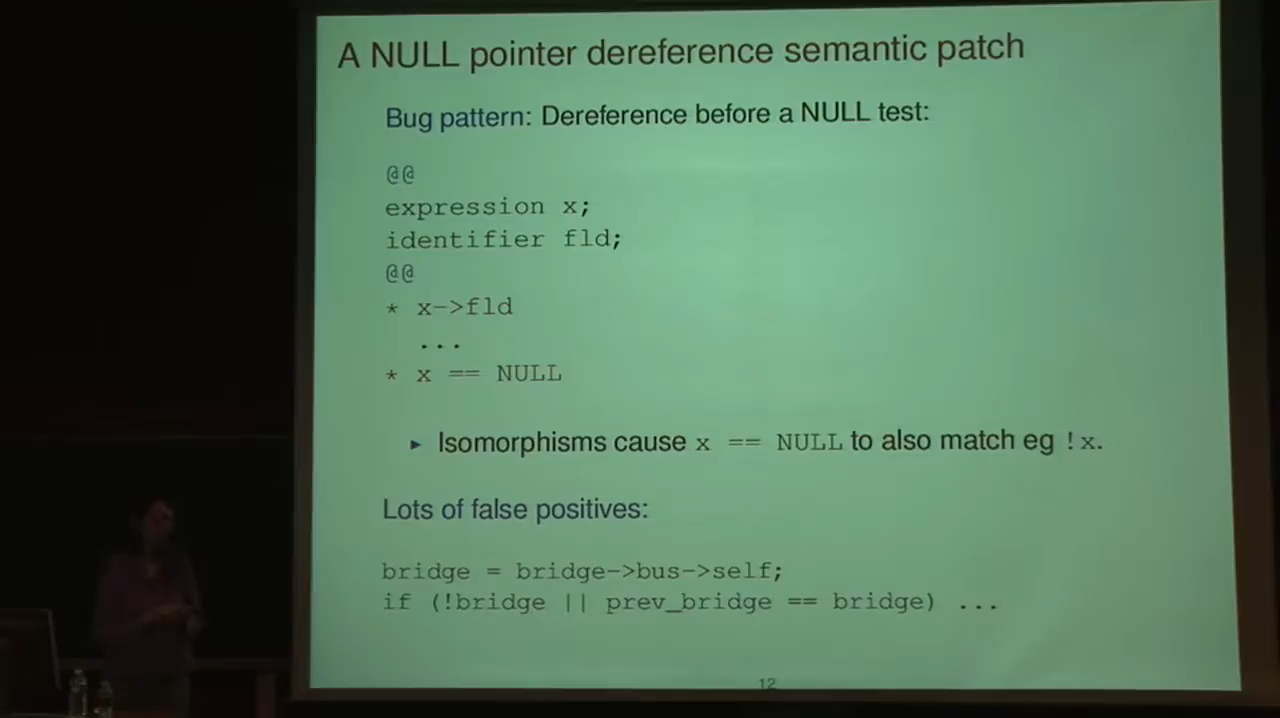 A NULL pointer dereference semantic patch
Bug pattern: Dereference before a NULL test:
@@
expression x;
identifier fld;
@@
* x->fld
...
* x == NULL
► Isomorphisms cause x == NULL to also match eg !x.
Lots of false positives:
bridge = bridge->bus->self;
if (!bridge || prev_bridge == bridge) ...
12